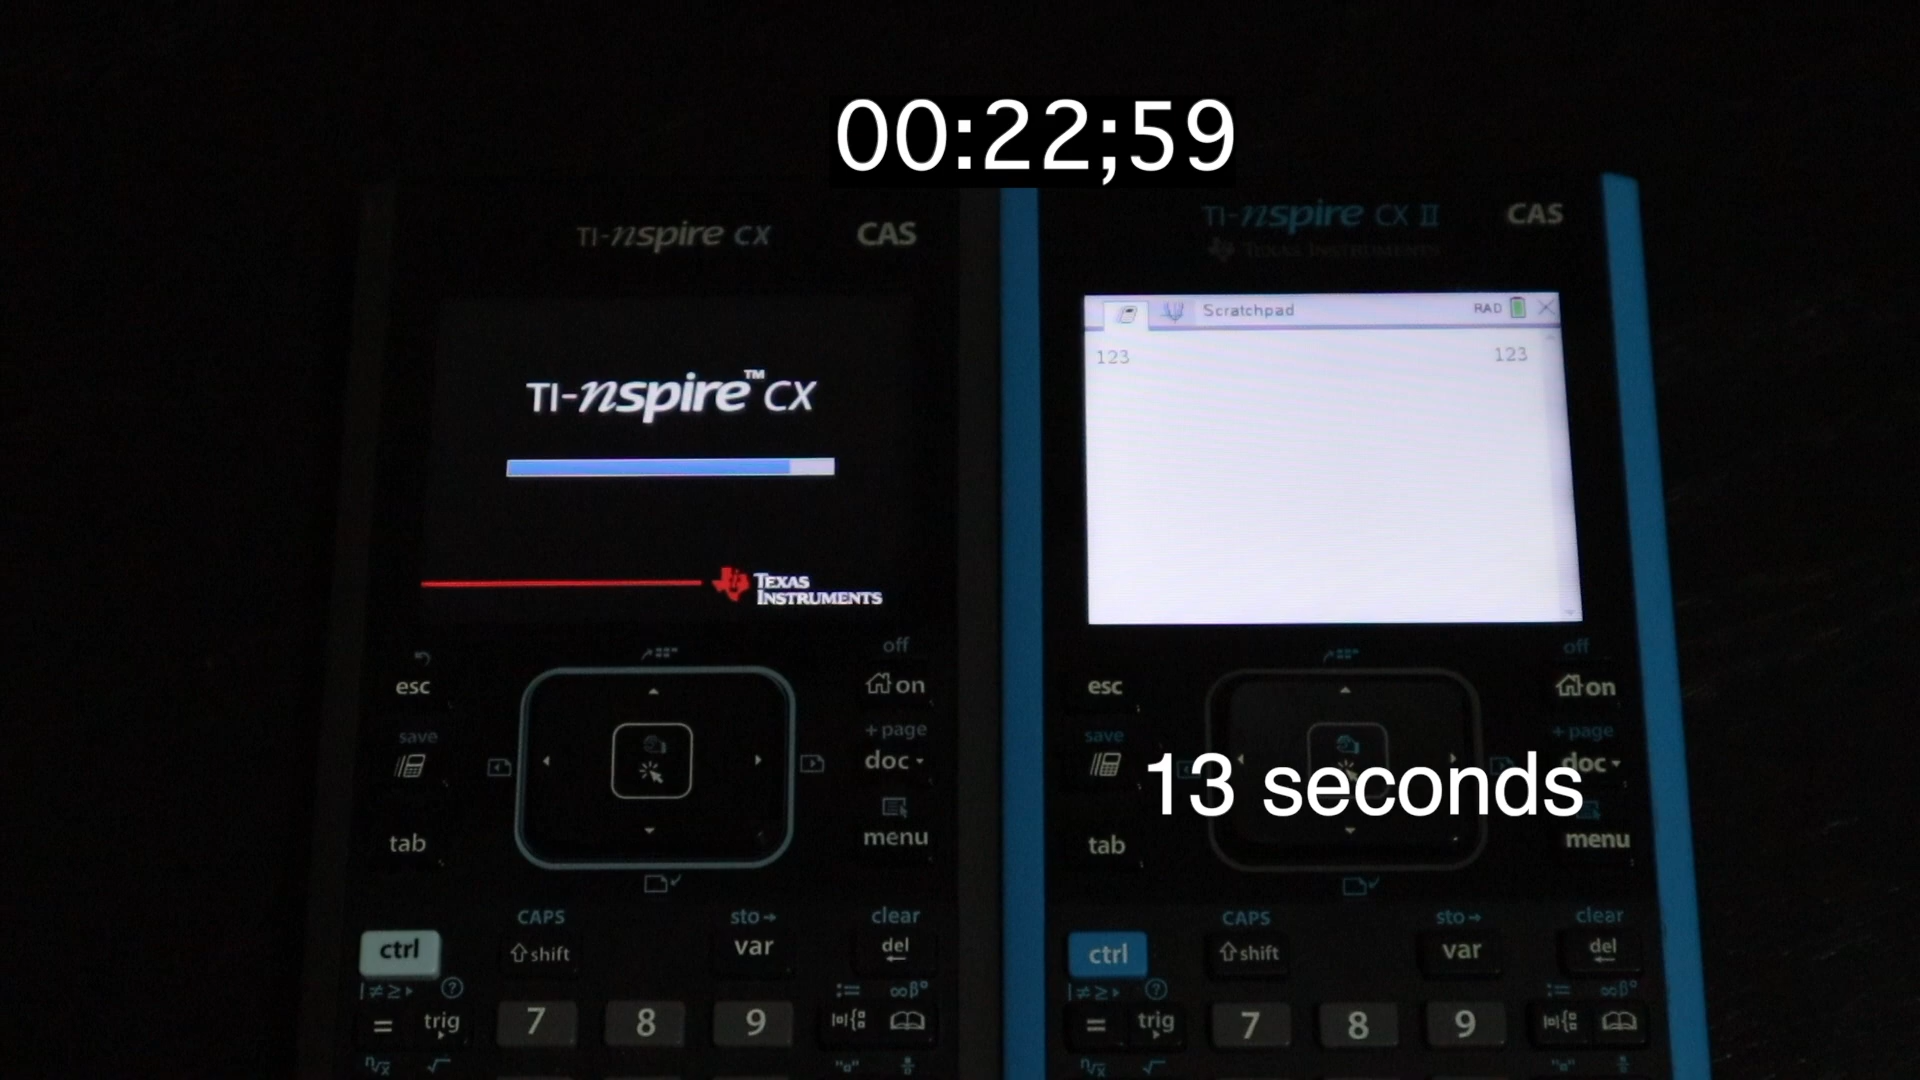 00:22;59
TI-nspire CX CAS
TI-nspire CX II CAS
TEXAS INSTRUMENTS
TI-nspire™ CX
TEXAS
INSTRUMENTS
Scratchpad RAD
123 123
off
esc
on
save
+page
doc
tab
menu
CAPS
sto→
clear
ctrl
shift
var
del
|≠≥▸ ?
:= ∞β°
=
trig
7
8
9
off
esc
on
save
+page
doc
13 seconds
tab
menu
CAPS
sto→
clear
ctrl
shift
var
del
|≠≥▸ ?
:= ∞β°
=
trig
7
8
9